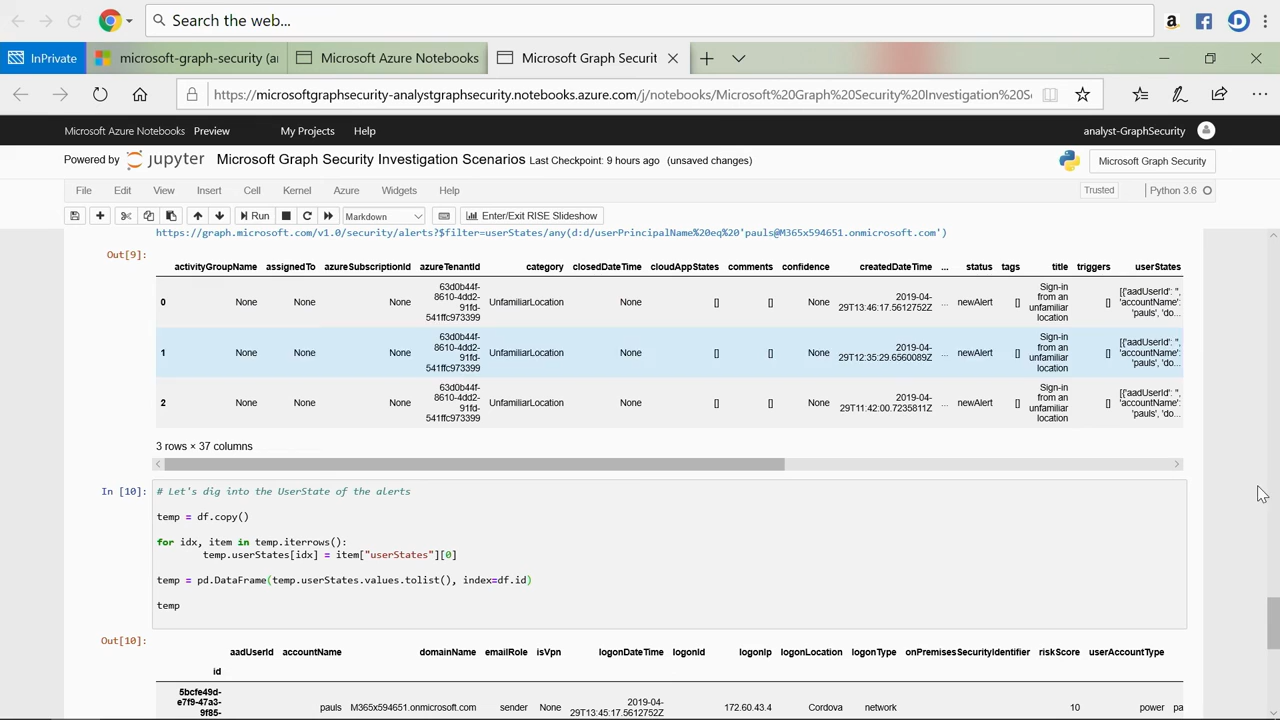 Search the web...
InPrivate
microsoft-graph-security (ai
Microsoft Azure Notebooks
Microsoft Graph Securit
https://microsoftgraphsecurity-analystgraphsecurity.notebooks.azure.com/j/notebooks/Microsoft%20Graph%20Security%20Investigation%20S
Microsoft Azure Notebooks Preview My Projects Help analyst-GraphSecurity
Powered by jupyter Microsoft Graph Security Investigation Scenarios Last Checkpoint: 9 hours ago (unsaved changes) Microsoft Graph Security
File Edit View Insert Cell Kernel Azure Widgets Help Trusted Python 3.6
Run Markdown Enter/Exit RISE Slideshow
https://graph.microsoft.com/v1.0/security/alerts?$filter=userStates/any(d:d/userPrincipalName%20eq%20'pauls@M365x594651.onmicrosoft.com')
Out[9]:
activityGroupName assignedTo azureSubscriptionId azureTenantId category closedDateTime cloudAppStates comments confidence createdDateTime ... status tags title triggers userStates
0 None None None 63d0b44f-8610-4dd2-91fd-541ffc973399 UnfamiliarLocation None [] [] None 2019-04-29T13:46:17.5612752Z ... newAlert [] Sign-in from an unfamiliar location [] [{'aadUserId': '', 'accountName': 'pauls', 'do...
1 None None None 63d0b44f-8610-4dd2-91fd-541ffc973399 UnfamiliarLocation None [] [] None 2019-04-29T12:35:29.6560089Z ... newAlert [] Sign-in from an unfamiliar location [] [{'aadUserId': '', 'accountName': 'pauls', 'do...
2 None None None 63d0b44f-8610-4dd2-91fd-541ffc973399 UnfamiliarLocation None [] [] None 2019-04-29T11:42:00.7235811Z ... newAlert [] Sign-in from an unfamiliar location [] [{'aadUserId': '', 'accountName': 'pauls', 'do...
3 rows × 37 columns
In [10]:
# Let's dig into the UserState of the alerts
temp = df.copy()
for idx, item in temp.iterrows():
temp.userStates[idx] = item["userStates"][0]
temp = pd.DataFrame(temp.userStates.values.tolist(), index=df.id)
temp
Out[10]:
aadUserId accountName domainName emailRole isVpn logonDateTime logonId logonIp logonLocation logonType onPremisesSecurityIdentifier riskScore userAccountType
id
5bcfe49d-e7f9-47a3-9f85- pauls M365x594651.onmicrosoft.com sender None 2019-04-29T13:45:17.5612752Z 172.60.43.4 Cordova network 10 power pa